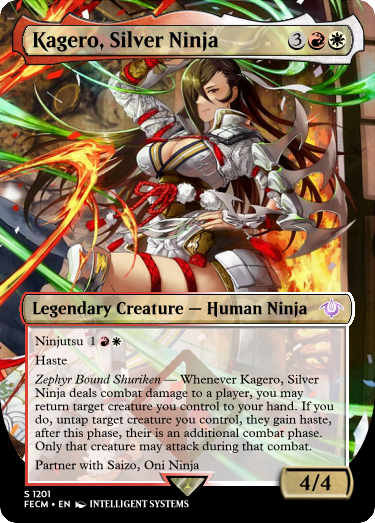 Kagero, Silver Ninja 3
Legendary Creature — Human Ninja
Ninjutsu 1
Haste
Zephyr Bound Shuriken — Whenever Kagero, Silver
Ninja deals combat damage to a player, you may
return target creature you control to your hand. If you
do, untap target creature you control, they gain haste,
after this phase, their is an additional combat phase.
Only that creature may attack during that combat.
Partner with Saizo, Oni Ninja
4/4
S 1201
FECM • EN INTELLIGENT SYSTEMS